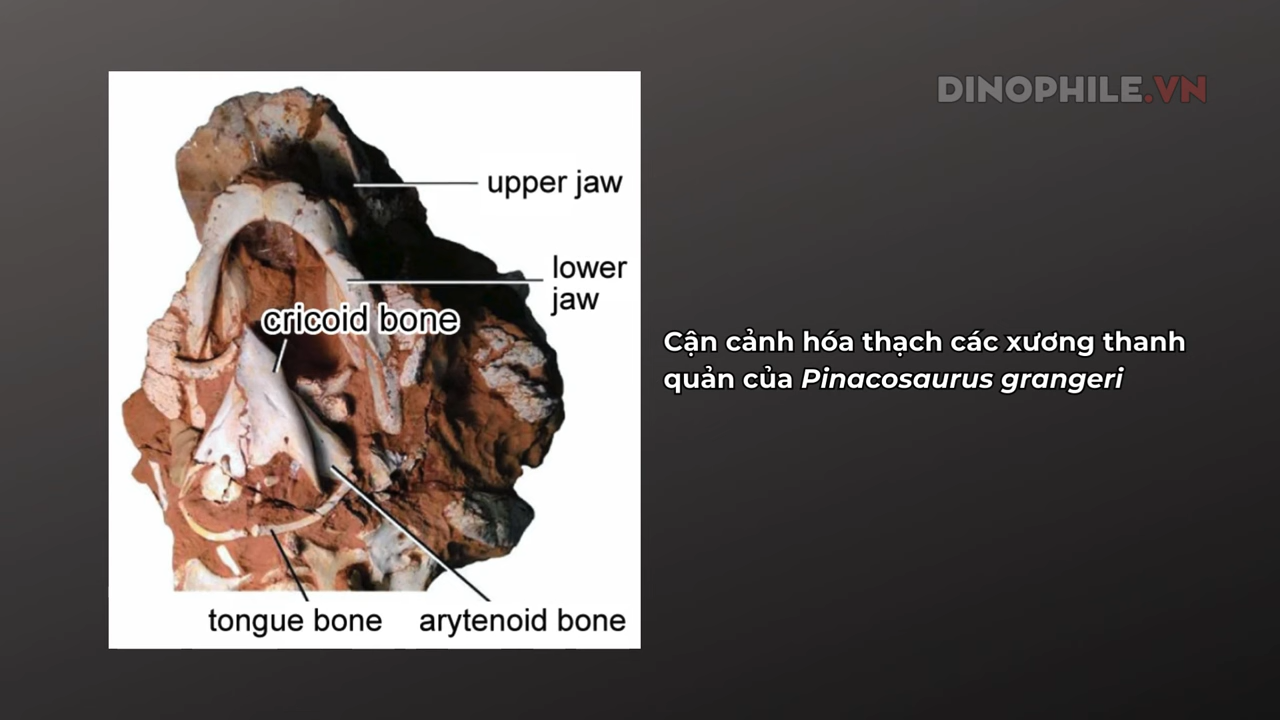 DINOPHILE.VN
upper jaw
lower
jaw
cricoid bone
tongue bone
arytenoid bone
Cận cảnh hóa thạch các xương thanh
quản của Pinacosaurus grangeri